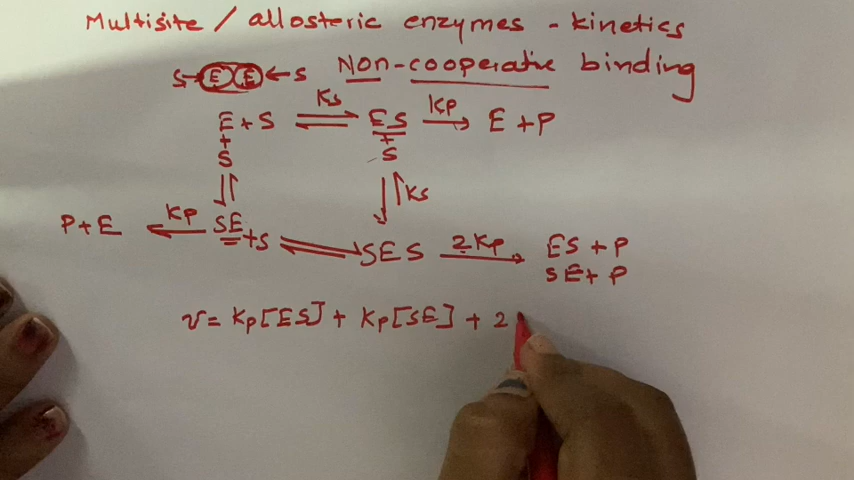 Multisite / allosteric enzymes - kinetics
S→ E E ←S Non-cooperative binding
E + S ⇌ Ks ES → Kp E + P
+ +
S S
⇌ ⇌ Ks
P + E ← Kp SE + S ⇌ SES → 2Kp ES + P
SE + P
v = Kp[ES] + Kp[SE] + 2